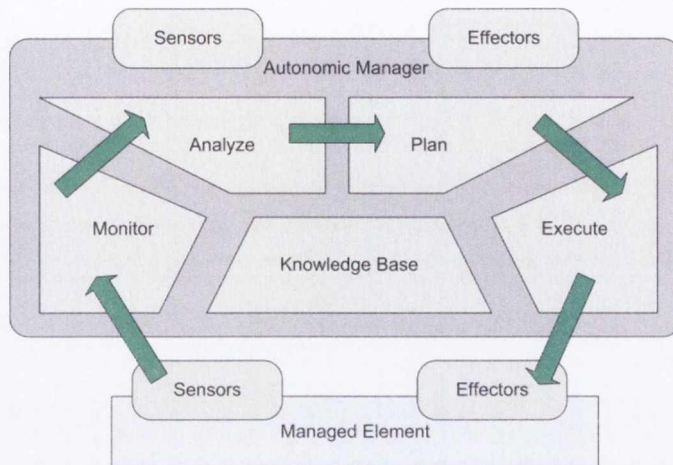 Sensors
Effectors
Autonomic Manager
Analyze
Plan
Monitor
Execute
Knowledge Base
Sensors
Effectors
Managed Element